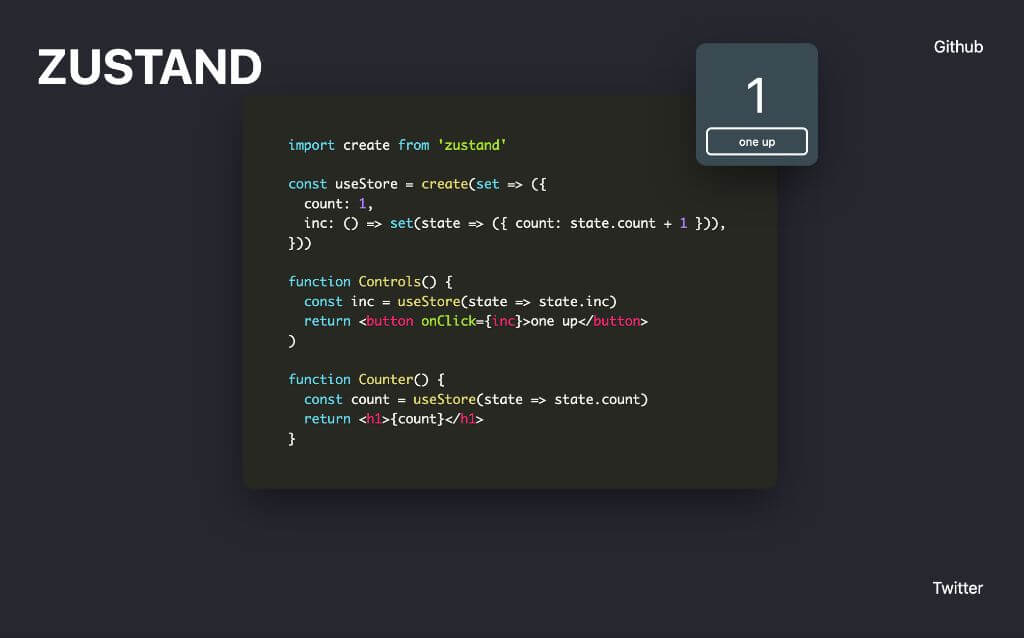 ZUSTAND
Github
1
one up
import create from 'zustand'
const useStore = create(set => ({
count: 1,
inc: () => set(state => ({ count: state.count + 1 })),
}))
function Controls() {
const inc = useStore(state => state.inc)
return <button onClick={inc}>one up</button>
)
function Counter() {
const count = useStore(state => state.count)
return <h1>{count}</h1>
}
Twitter